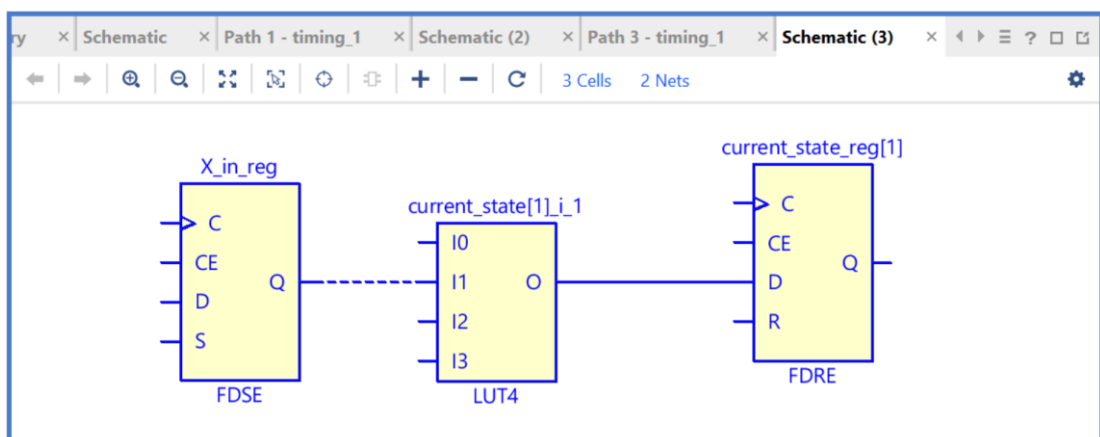 ry × Schematic × Path 1 - timing_1 × Schematic (2) × Path 3 - timing_1 × Schematic (3) ×
3 Cells 2 Nets
X_in_reg
C
CE
D
S
Q
FDSE
current_state[1]_i_1
I0
I1
I2
I3
O
LUT4
current_state_reg[1]
C
CE
D
R
Q
FDRE